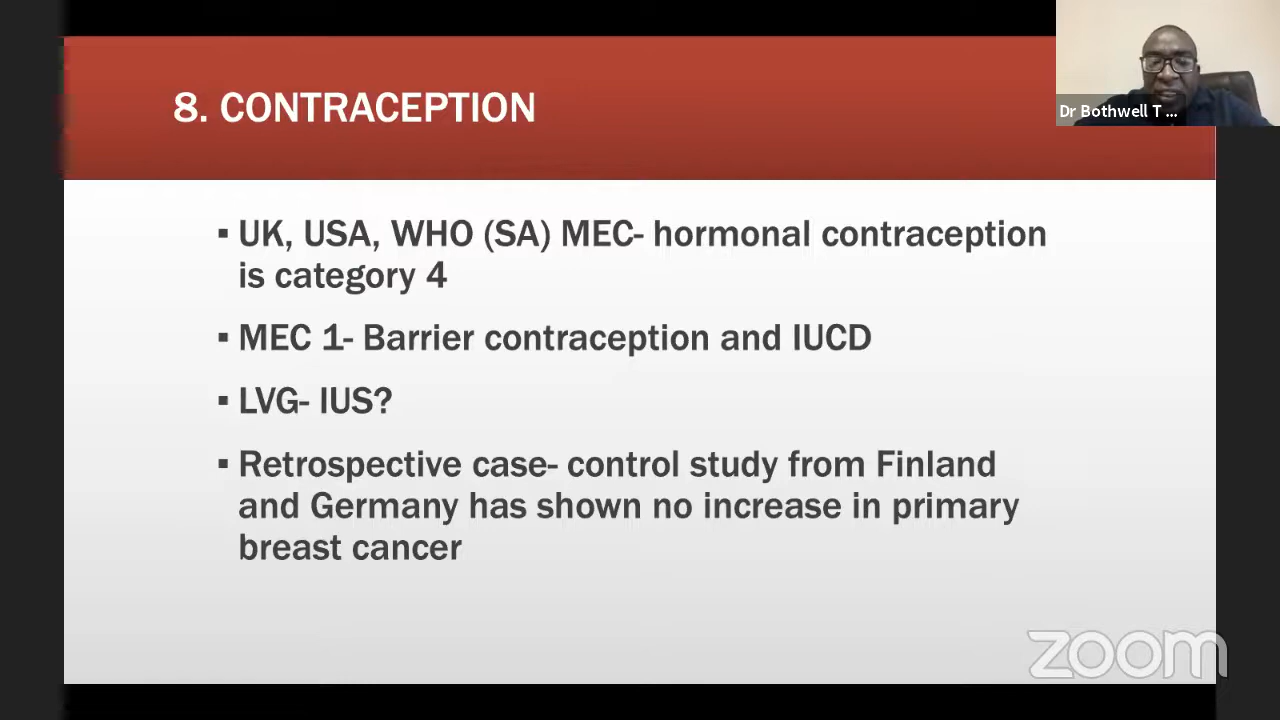 8. CONTRACEPTION
Dr Bothwell T ...
▪ UK, USA, WHO (SA) MEC- hormonal contraception
is category 4
▪ MEC 1- Barrier contraception and IUCD
▪ LVG- IUS?
▪ Retrospective case- control study from Finland
and Germany has shown no increase in primary
breast cancer
zoom